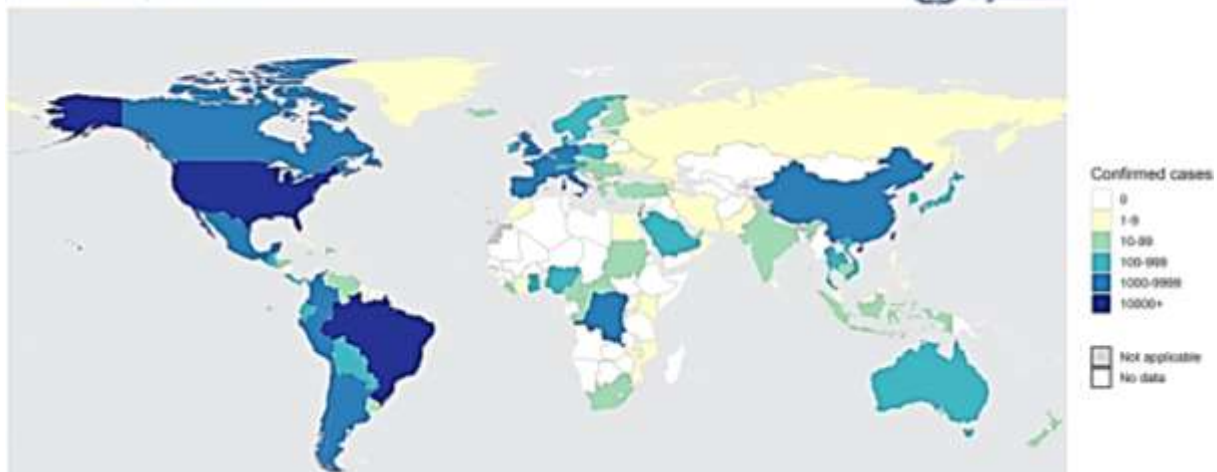 Confirmed cases
0
1-9
10-99
100-999
1000-9999
10000+
Not applicable
No data